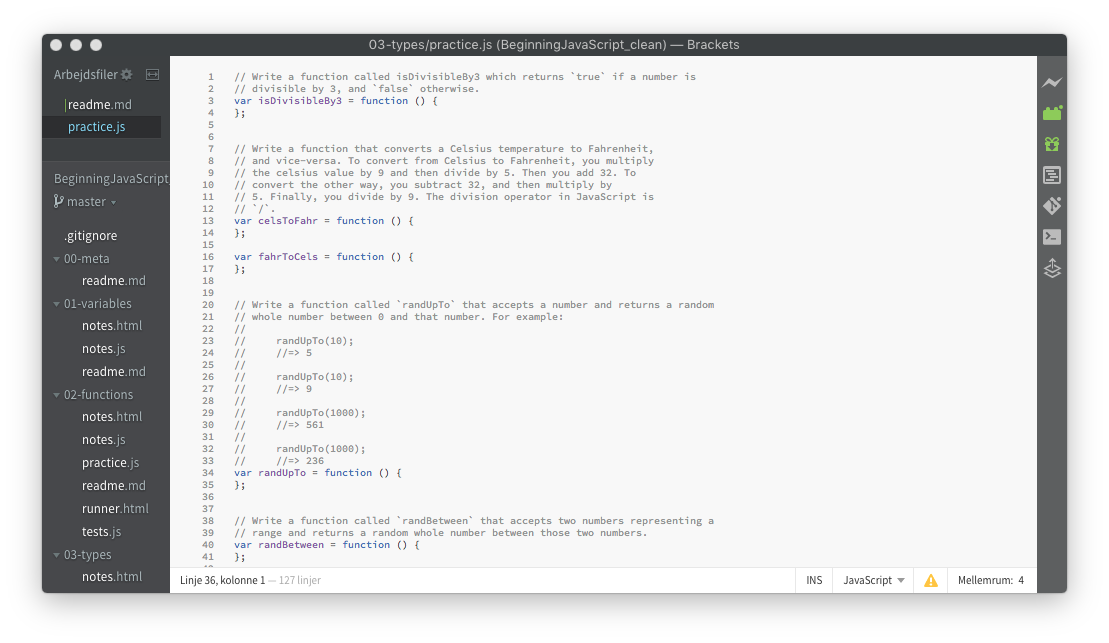 03-types/practice.js (BeginningJavaScript_clean) — Brackets
Arbejdsfiler
readme.md
practice.js
BeginningJavaScript
master
.gitignore
00-meta
readme.md
01-variables
notes.html
notes.js
readme.md
02-functions
notes.html
notes.js
practice.js
readme.md
runner.html
tests.js
03-types
notes.html
1 // Write a function called isDivisibleBy3 which returns `true` if a number is
2 // divisible by 3, and `false` otherwise.
3 var isDivisibleBy3 = function () {
4 };
5
6
7 // Write a function that converts a Celsius temperature to Fahrenheit,
8 // and vice-versa. To convert from Celsius to Fahrenheit, you multiply
9 // the celsius value by 9 and then divide by 5. Then you add 32. To
10 // convert the other way, you subtract 32, and then multiply by
11 // 5. Finally, you divide by 9. The division operator in JavaScript is
12 // `/`.
13 var celsToFahr = function () {
14 };
15
16 var fahrToCels = function () {
17 };
18
19
20 // Write a function called `randUpTo` that accepts a number and returns a random
21 // whole number between 0 and that number. For example:
22 //
23 //     randUpTo(10);
24 //     //=> 5
25 //
26 //     randUpTo(10);
27 //     //=> 9
28 //
29 //     randUpTo(1000);
30 //     //=> 561
31 //
32 //     randUpTo(1000);
33 //     //=> 236
34 var randUpTo = function () {
35 };
36
37
38 // Write a function called `randBetween` that accepts two numbers representing a
39 // range and returns a random whole number between those two numbers.
40 var randBetween = function () {
41 };
Linje 36, kolonne 1 — 127 linjer
INS
JavaScript
Mellemrum: 4